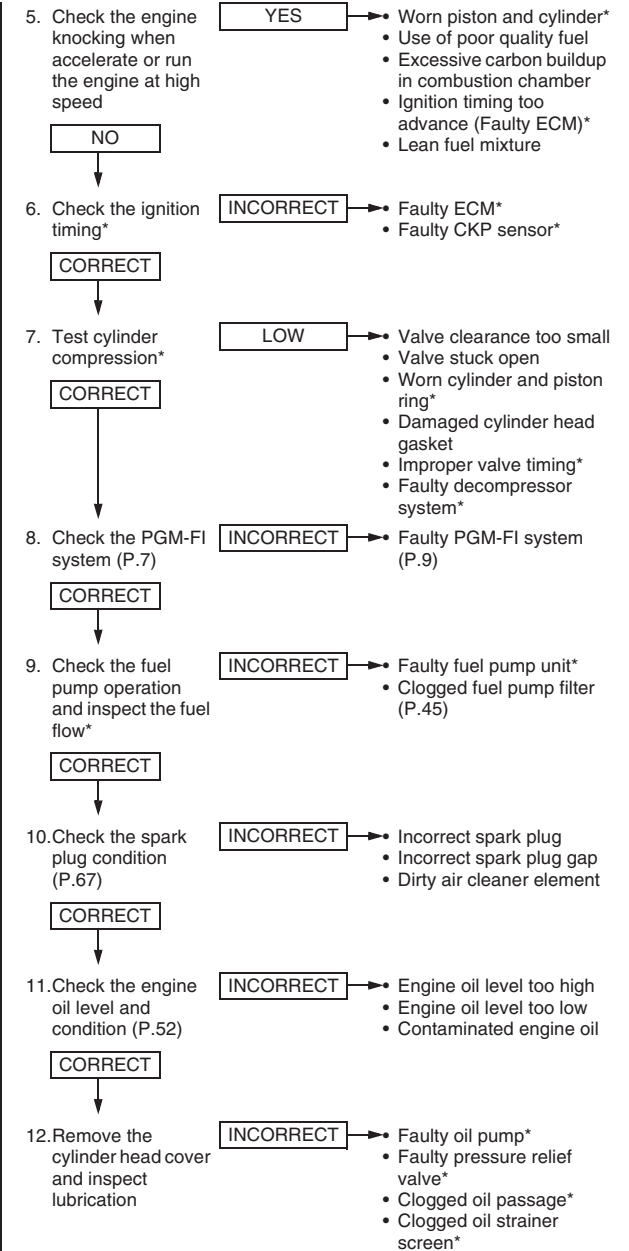 5. Check the engine
knocking when
accelerate or run
the engine at high
speed
YES
• Worn piston and cylinder*
• Use of poor quality fuel
• Excessive carbon buildup
in combustion chamber
• Ignition timing too
advance (Faulty ECM)*
• Lean fuel mixture
NO
6. Check the ignition
timing*
INCORRECT
• Faulty ECM*
• Faulty CKP sensor*
CORRECT
7. Test cylinder
compression*
LOW
• Valve clearance too small
• Valve stuck open
• Worn cylinder and piston
ring*
• Damaged cylinder head
gasket
• Improper valve timing*
• Faulty decompressor
system*
CORRECT
8. Check the PGM-FI
system (P.7)
INCORRECT
• Faulty PGM-FI system
(P.9)
CORRECT
9. Check the fuel
pump operation
and inspect the fuel
flow*
INCORRECT
• Faulty fuel pump unit*
• Clogged fuel pump filter
(P.45)
CORRECT
10.Check the spark
plug condition
(P.67)
INCORRECT
• Incorrect spark plug
• Incorrect spark plug gap
• Dirty air cleaner element
CORRECT
11.Check the engine
oil level and
condition (P.52)
INCORRECT
• Engine oil level too high
• Engine oil level too low
• Contaminated engine oil
CORRECT
12.Remove the
cylinder head cover
and inspect
lubrication
INCORRECT
• Faulty oil pump*
• Faulty pressure relief
valve*
• Clogged oil passage*
• Clogged oil strainer
screen*